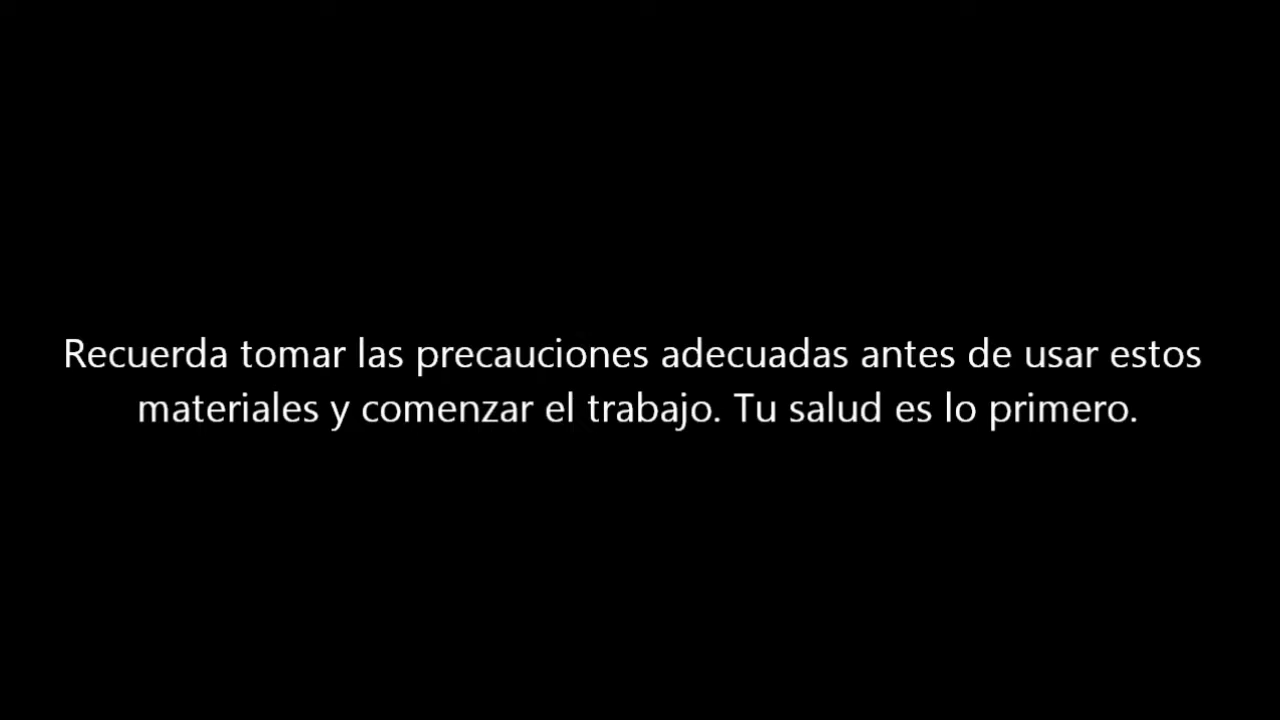 Recuerda tomar las precauciones adecuadas antes de usar estos
materiales y comenzar el trabajo. Tu salud es lo primero.